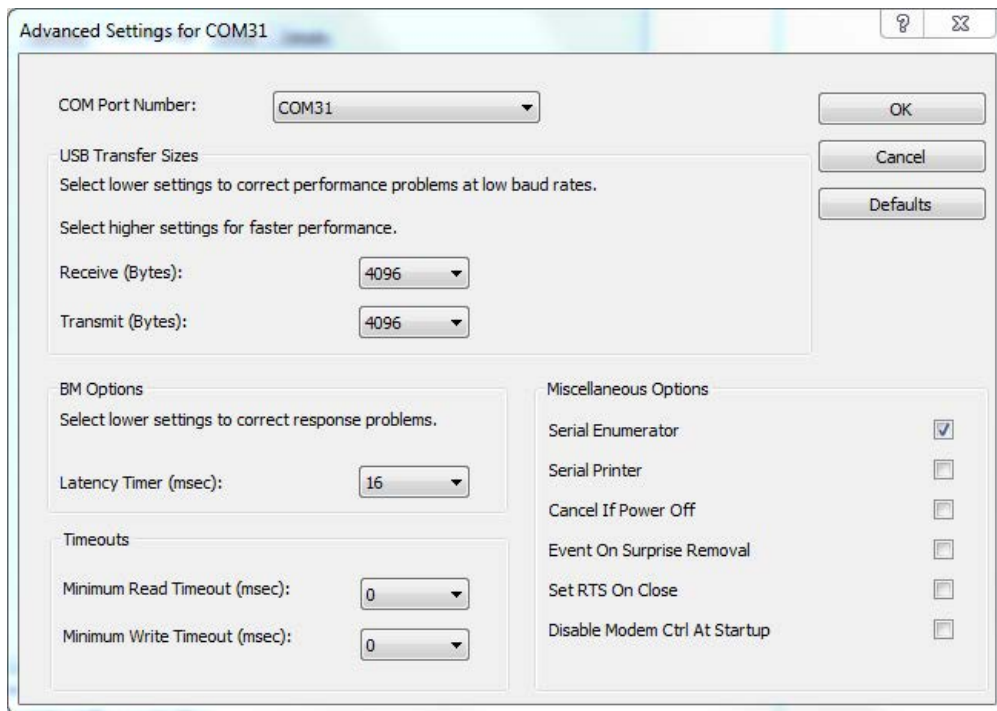 Advanced Settings for COM31
COM Port Number:
COM31
OK
Cancel
Defaults
USB Transfer Sizes
Select lower settings to correct performance problems at low baud rates.
Select higher settings for faster performance.
Receive (Bytes):
4096
Transmit (Bytes):
4096
BM Options
Select lower settings to correct response problems.
Latency Timer (msec):
16
Timeouts
Minimum Read Timeout (msec):
0
Minimum Write Timeout (msec):
0
Miscellaneous Options
Serial Enumerator
Serial Printer
Cancel If Power Off
Event On Surprise Removal
Set RTS On Close
Disable Modem Ctrl At Startup